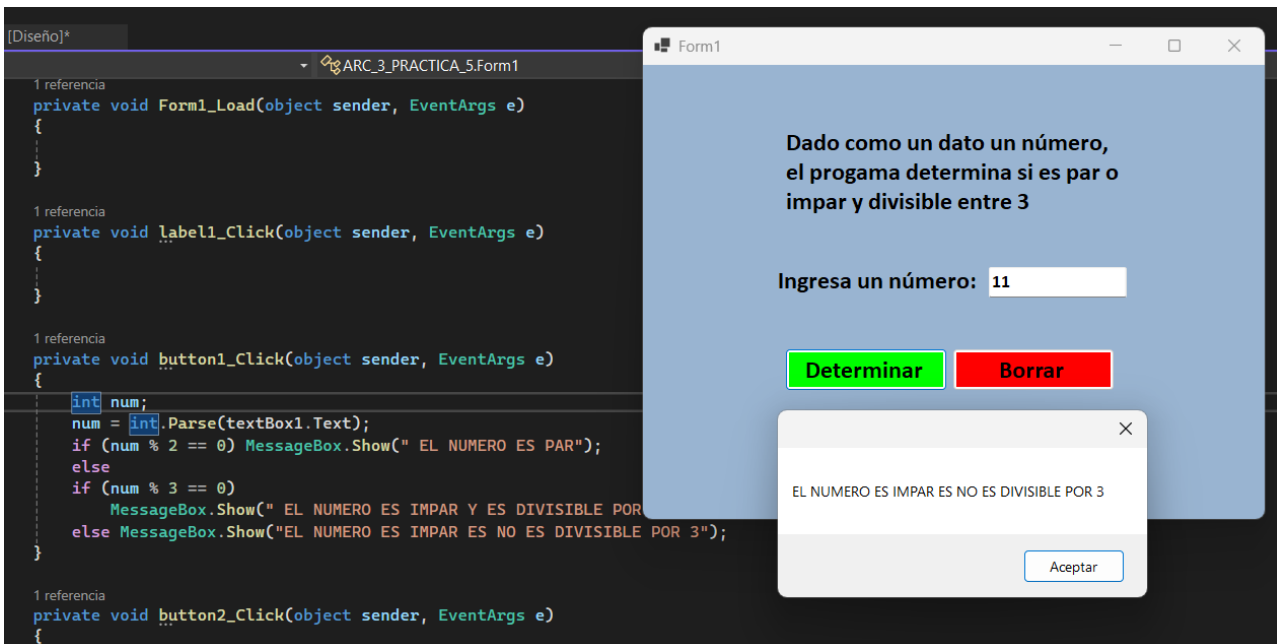 [Diseño]*
ARC_3_PRACTICA_5.Form1
1 referencia
private void Form1_Load(object sender, EventArgs e)
{
}
1 referencia
private void label1_Click(object sender, EventArgs e)
{
}
1 referencia
private void button1_Click(object sender, EventArgs e)
{
int num;
num = int.Parse(textBox1.Text);
if (num % 2 == 0) MessageBox.Show(" EL NUMERO ES PAR");
else
if (num % 3 == 0)
MessageBox.Show(" EL NUMERO ES IMPAR Y ES DIVISIBLE POR
else MessageBox.Show("EL NUMERO ES IMPAR ES NO ES DIVISIBLE POR 3");
}
1 referencia
private void button2_Click(object sender, EventArgs e)
{
Form1
Dado como un dato un número,
el progama determina si es par o
impar y divisible entre 3
Ingresa un número: 11
Determinar Borrar
EL NUMERO ES IMPAR ES NO ES DIVISIBLE POR 3
Aceptar